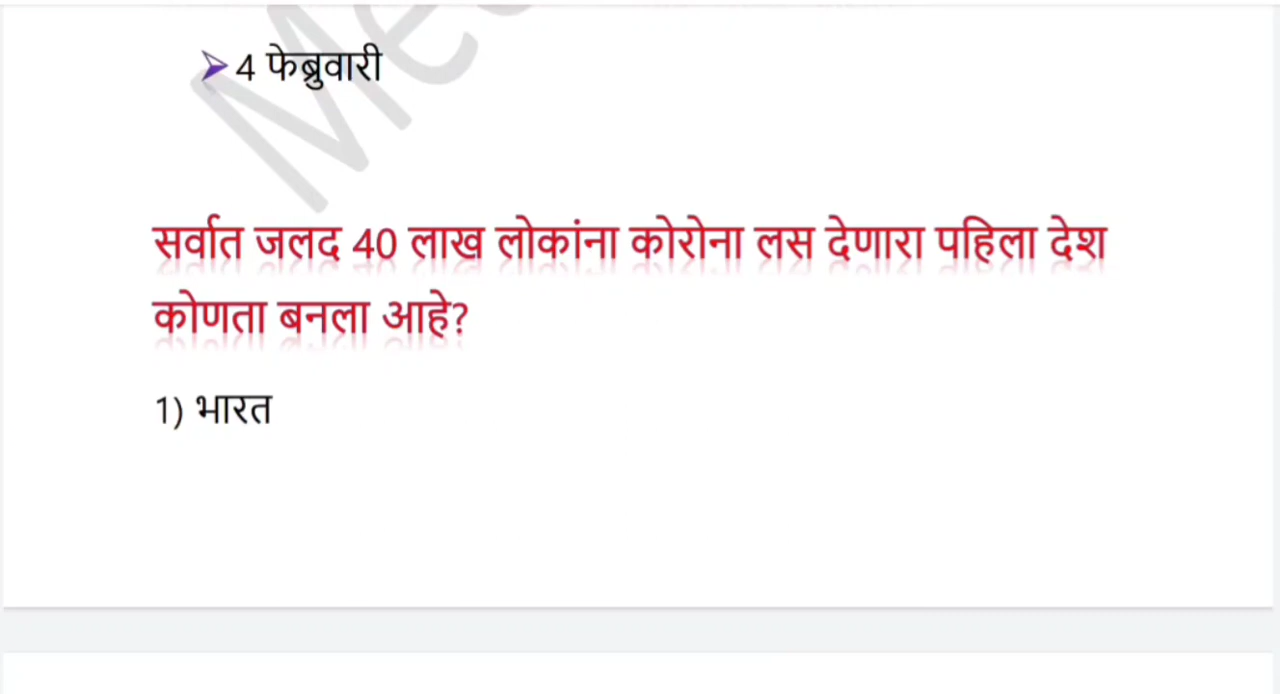 ➢4 फेब्रुवारी
सर्वात जलद 40 लाख लोकांना कोरोना लस देणारा पहिला देश
कोणता बनला आहे?
1) भारत